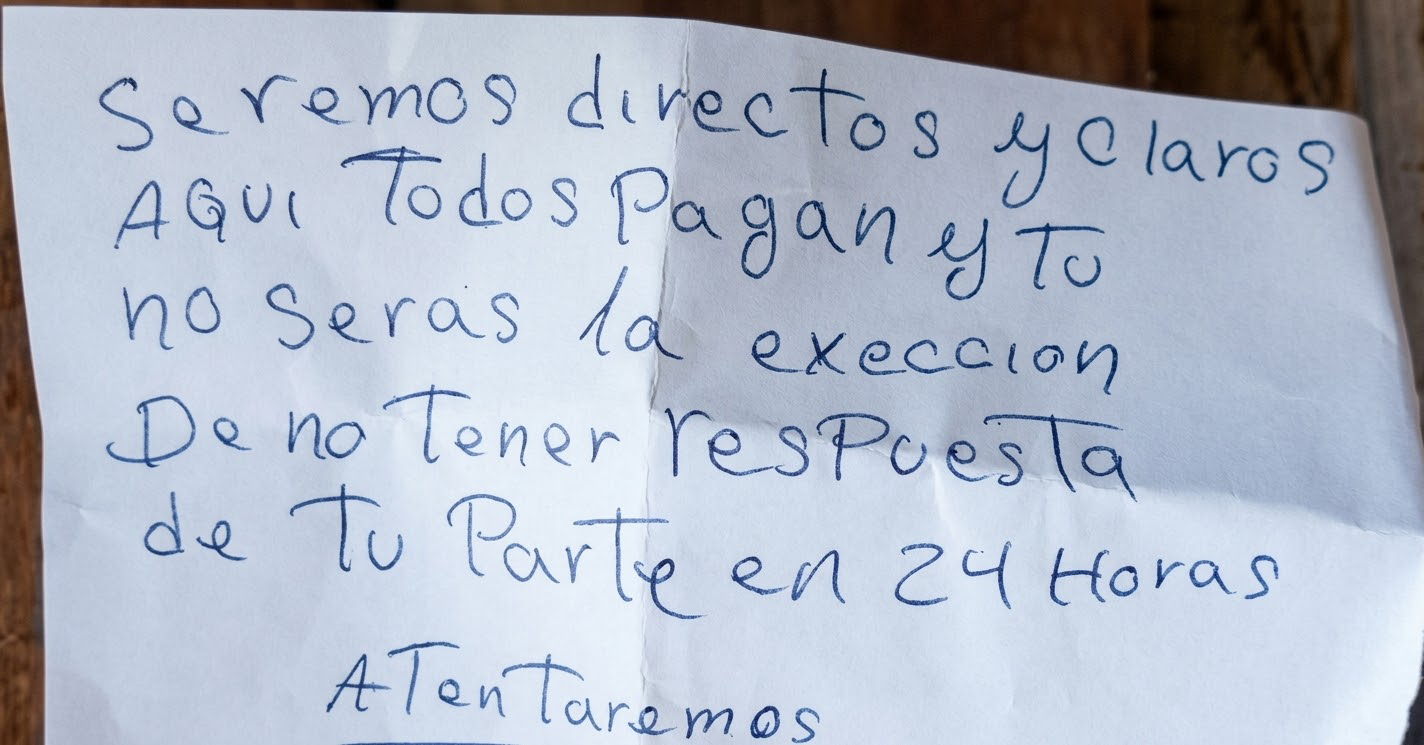 Seremos directos y Claros
AQUI Todos Pagan y Tu
no Seras la execcion
De no Tener resPuesTa
de Tu ParTe en 24 Horas
ATenTaremos